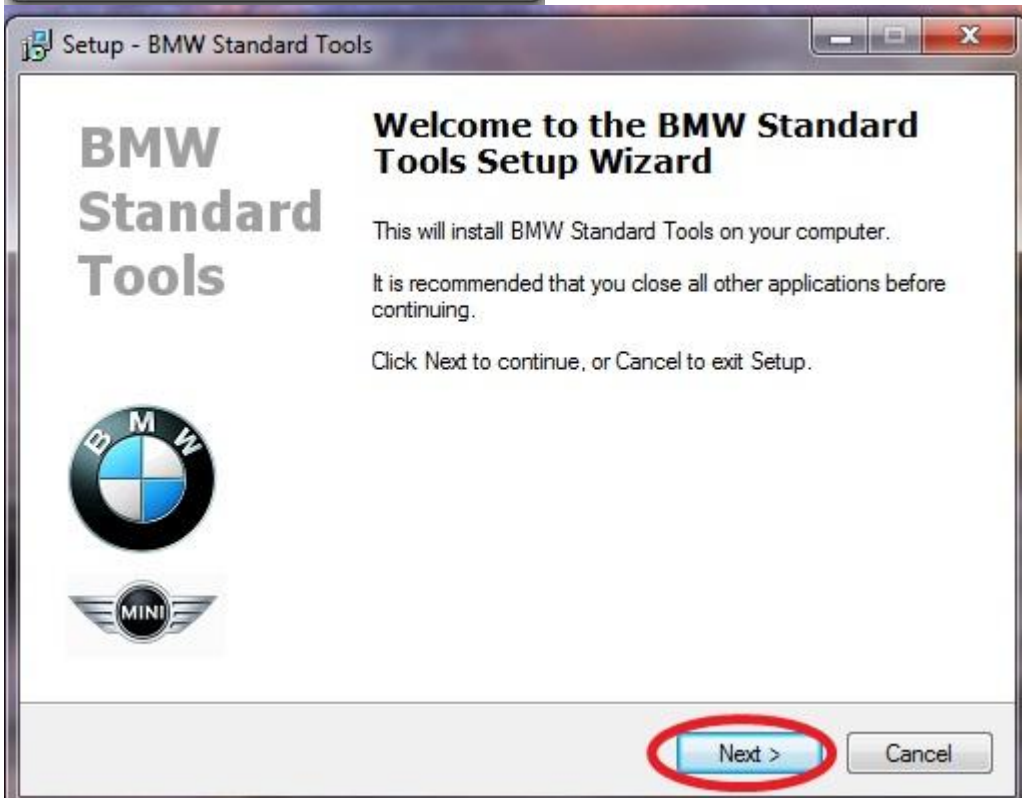 Setup - BMW Standard Tools
BMW
Standard
Tools
Welcome to the BMW Standard
Tools Setup Wizard
This will install BMW Standard Tools on your computer.
It is recommended that you close all other applications before
continuing.
Click Next to continue, or Cancel to exit Setup.
BMW
MINI
Next >
Cancel